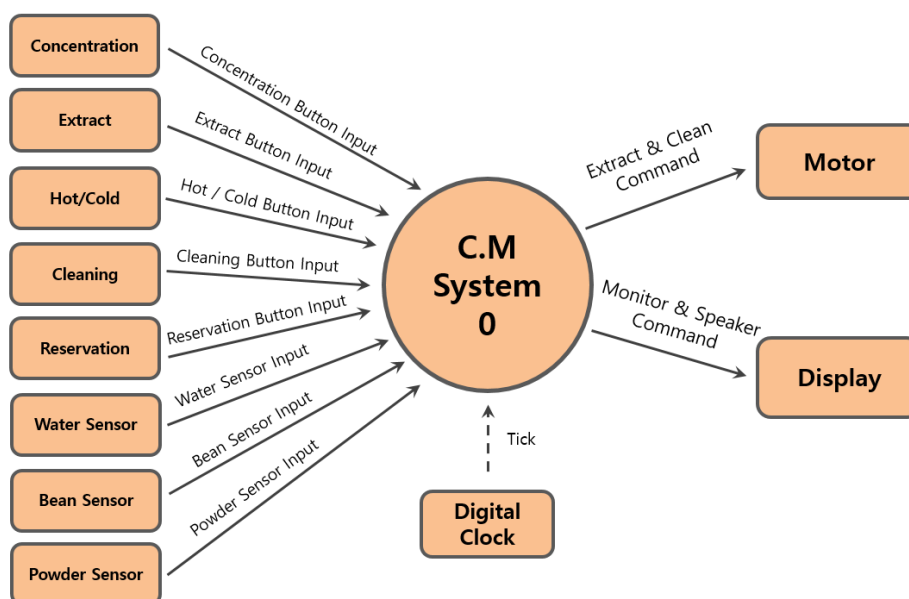 Concentration
Extract
Hot/Cold
Cleaning
Reservation
Water Sensor
Bean Sensor
Powder Sensor
Concentration Button Input
Extract Button Input
Hot / Cold Button Input
Cleaning Button Input
Reservation Button Input
Water Sensor Input
Bean Sensor Input
Powder Sensor Input
C.M
System
0
Tick
Digital
Clock
Extract & Clean
Command
Motor
Monitor & Speaker
Command
Display